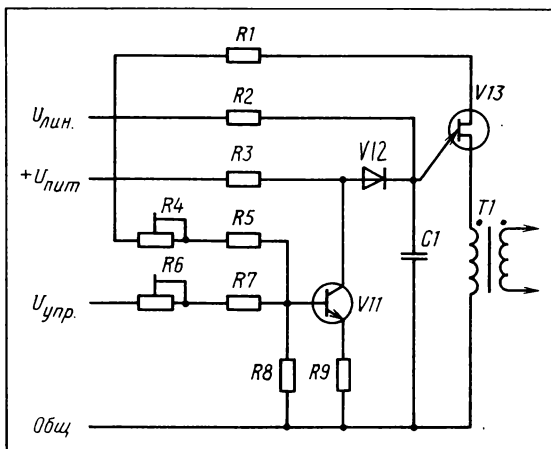 R1
V13
Uлин.
R2
+Uпит
R3
V12
R4
R5
C1
T1
R6
Uупр.
R7
V11
R8
R9
Общ